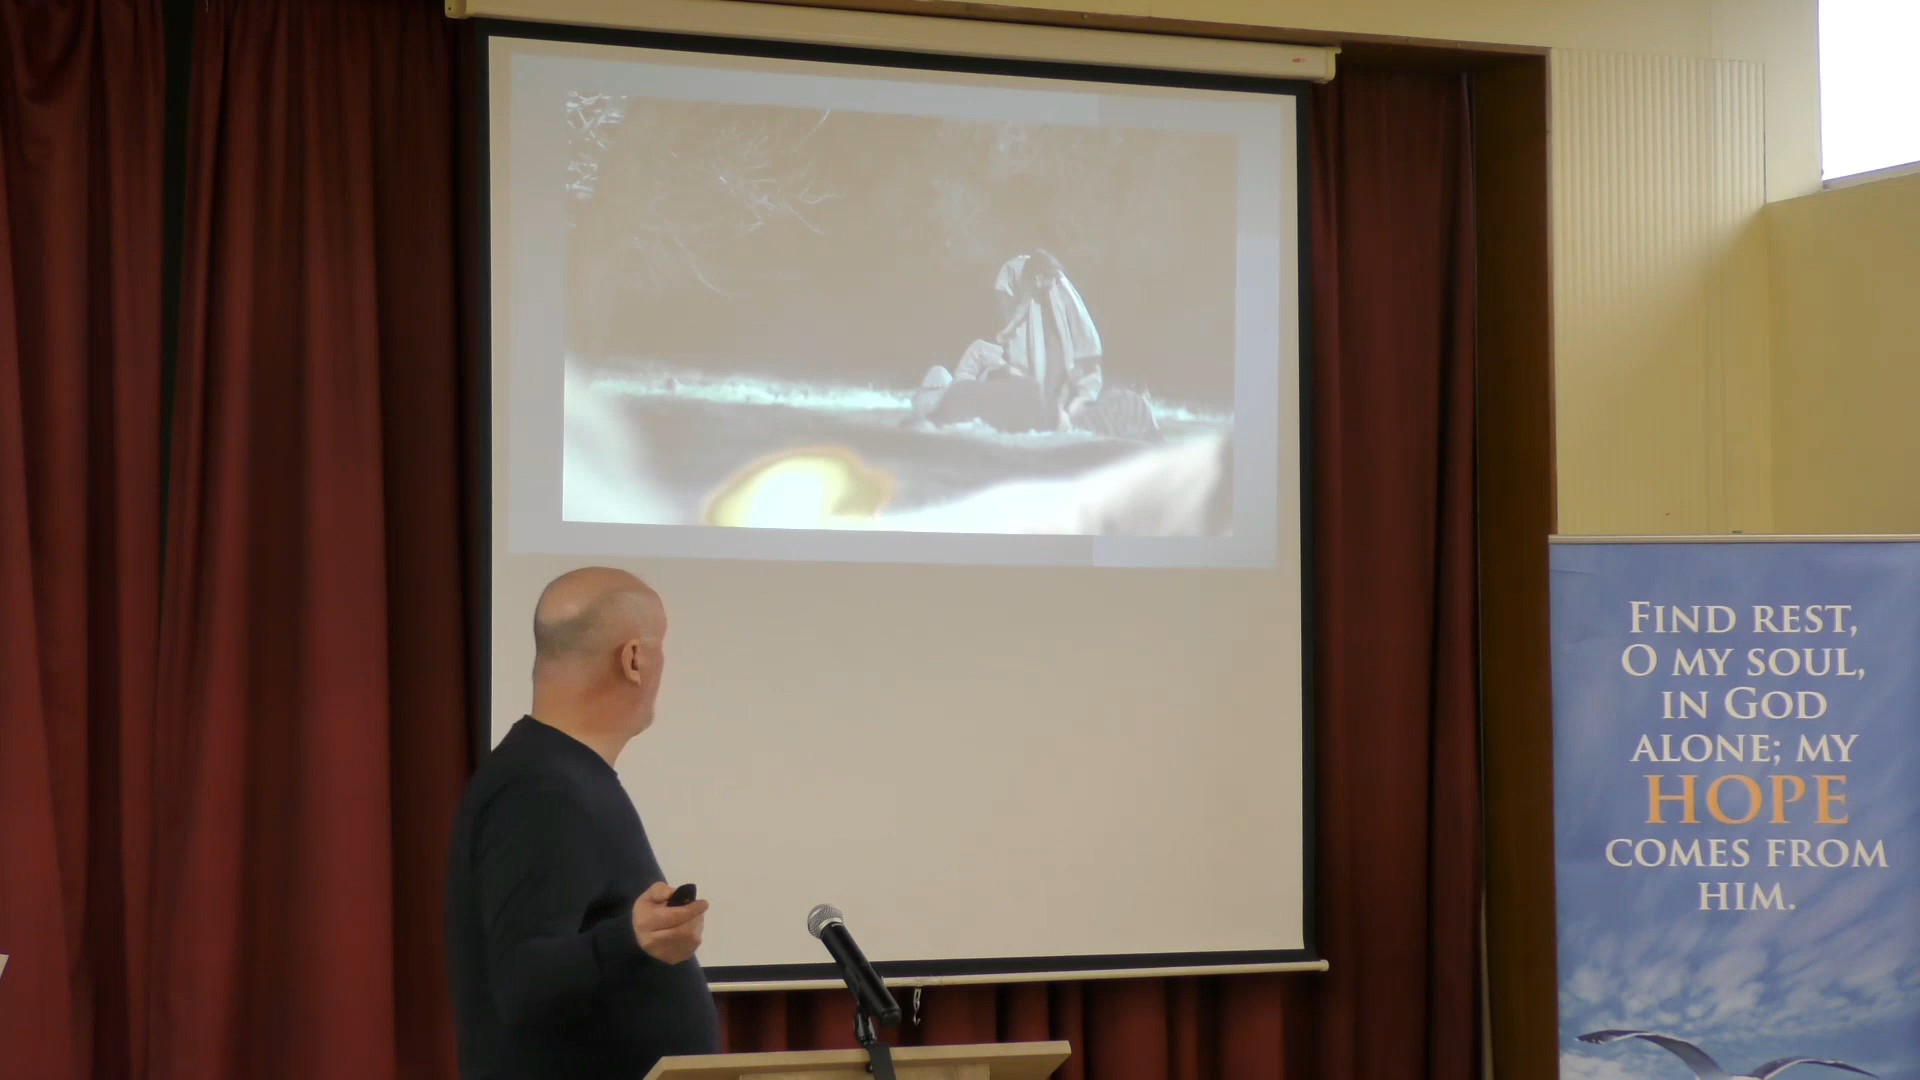 FIND REST,
O MY SOUL,
IN GOD
ALONE; MY
HOPE
COMES FROM
HIM.